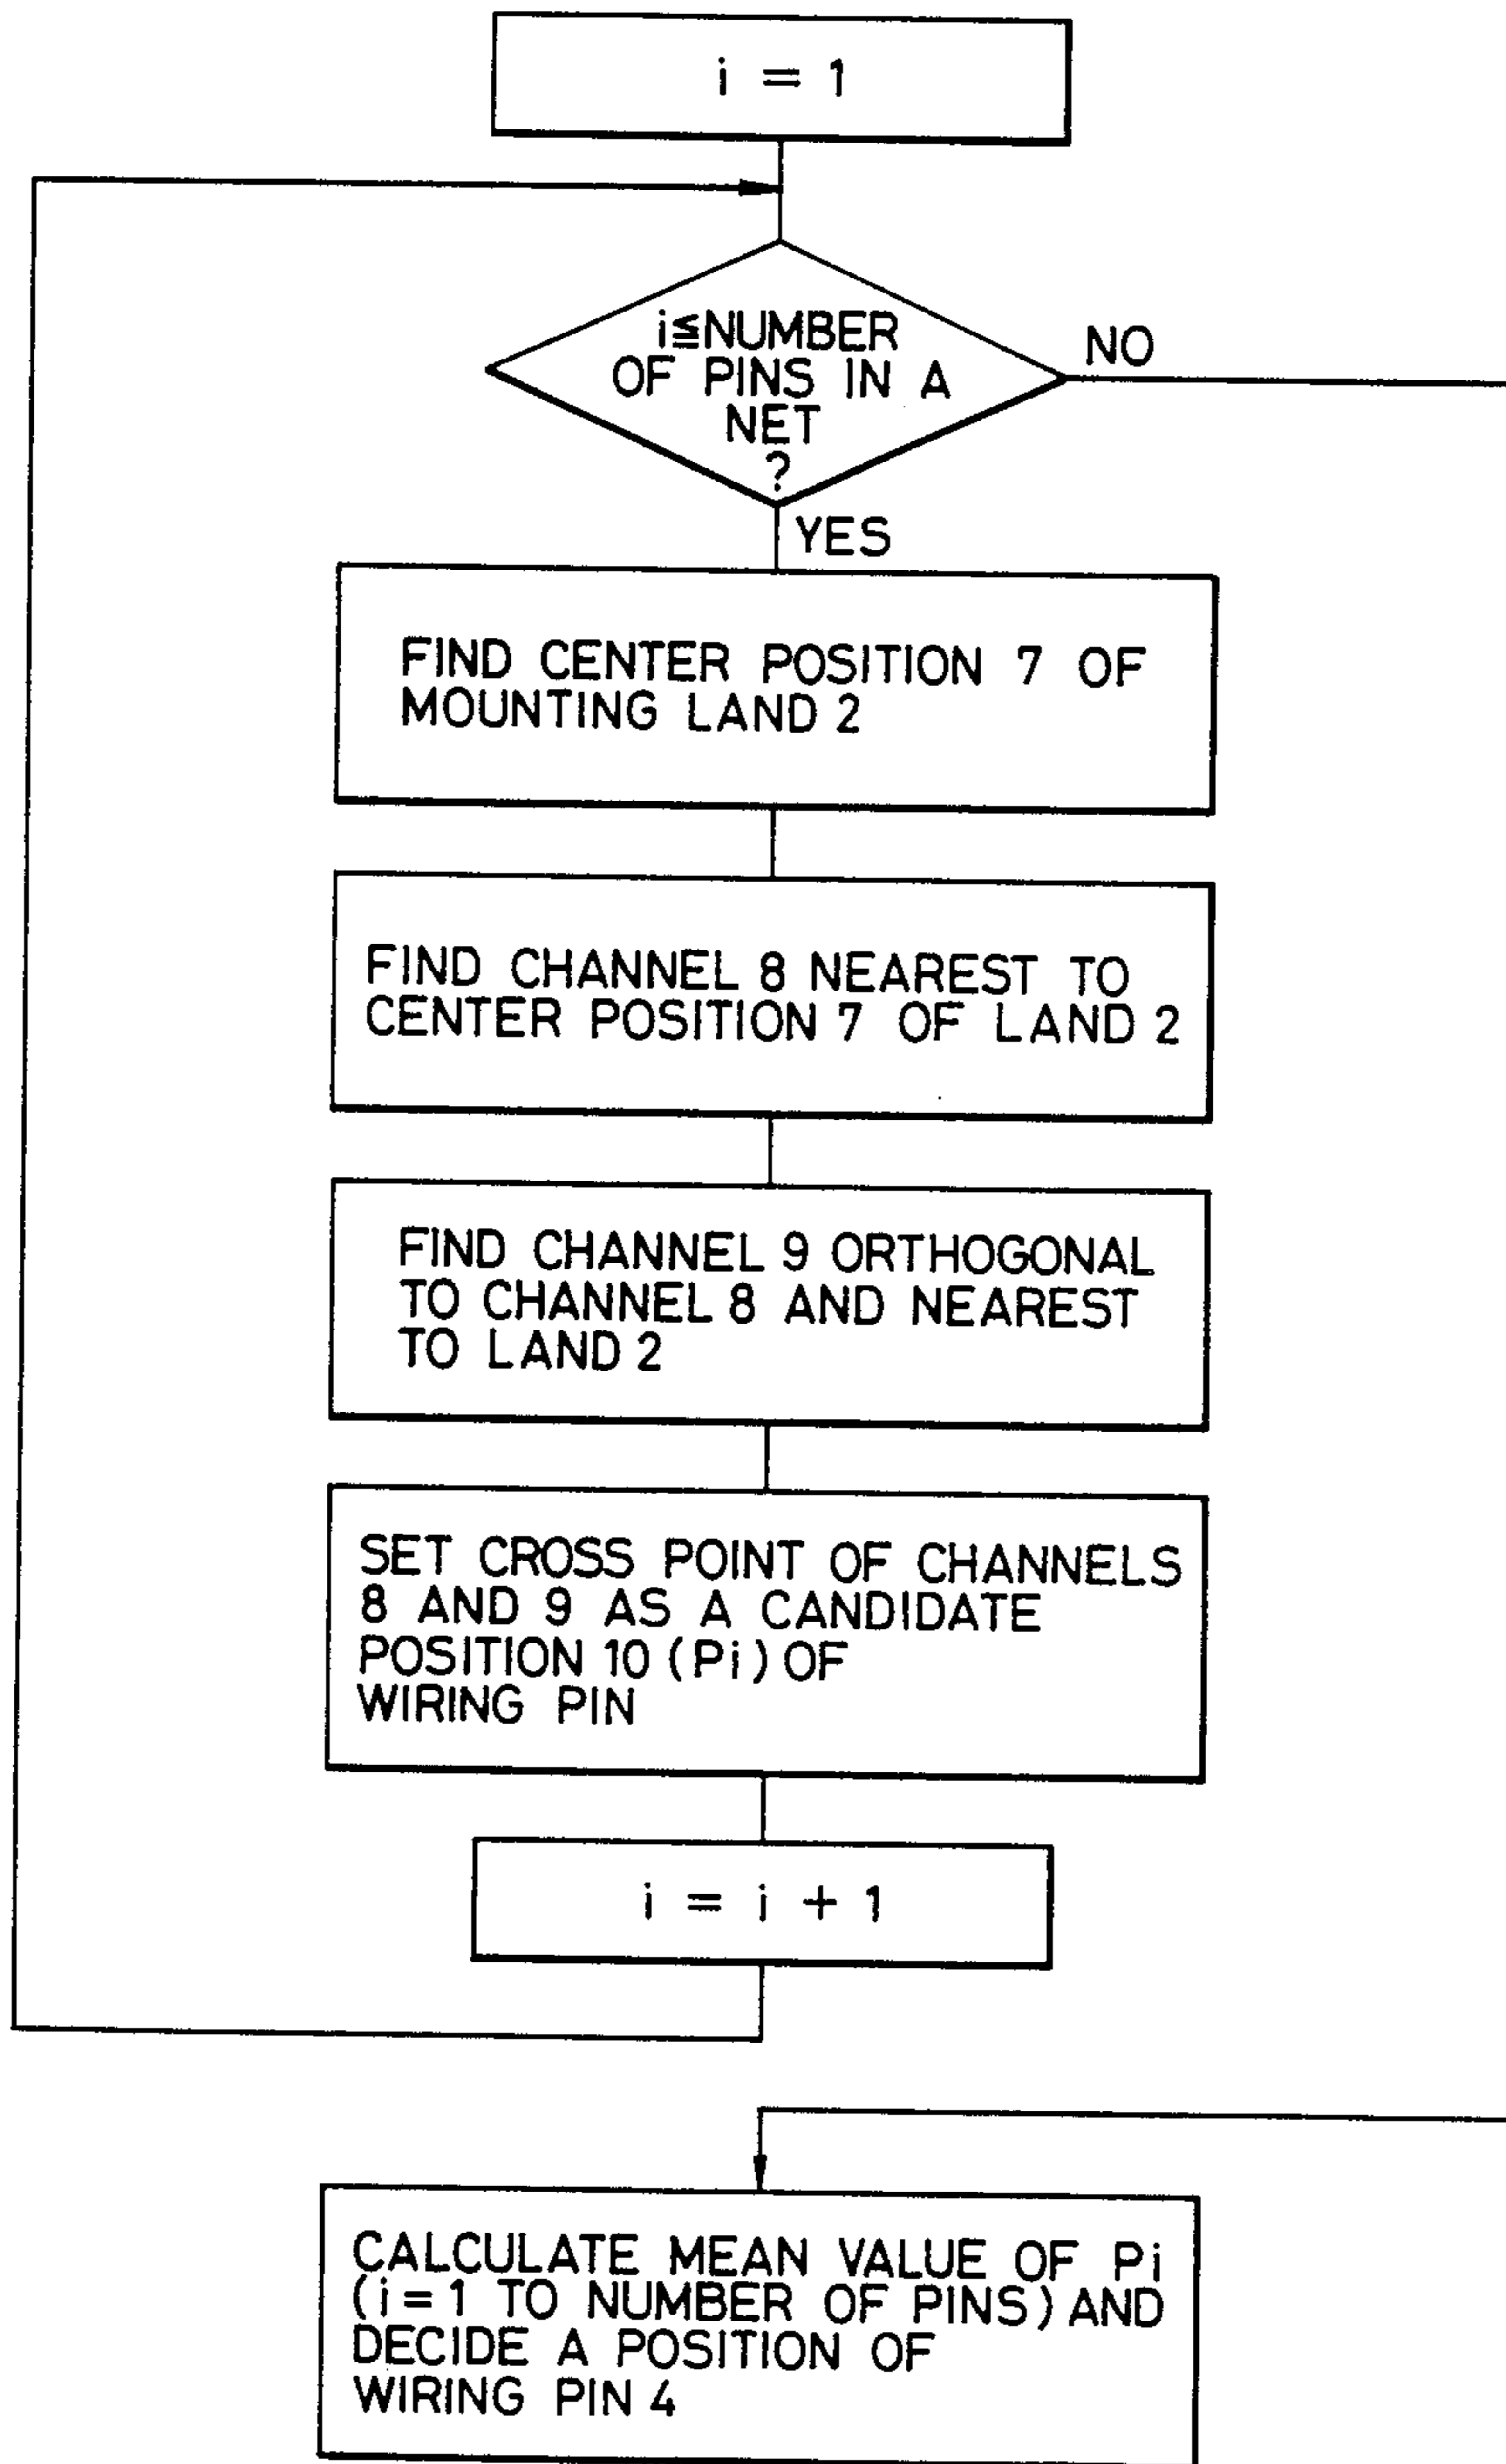 i = 1
i≦NUMBER
OF PINS IN A
NET
?
NO
YES
FIND CENTER POSITION 7 OF
MOUNTING LAND 2
FIND CHANNEL 8 NEAREST TO
CENTER POSITION 7 OF LAND 2
FIND CHANNEL 9 ORTHOGONAL
TO CHANNEL 8 AND NEAREST
TO LAND 2
SET CROSS POINT OF CHANNELS
8 AND 9 AS A CANDIDATE
POSITION 10 (Pi) OF
WIRING PIN
i = i + 1
CALCULATE MEAN VALUE OF Pi
(i = 1 TO NUMBER OF PINS) AND
DECIDE A POSITION OF
WIRING PIN 4